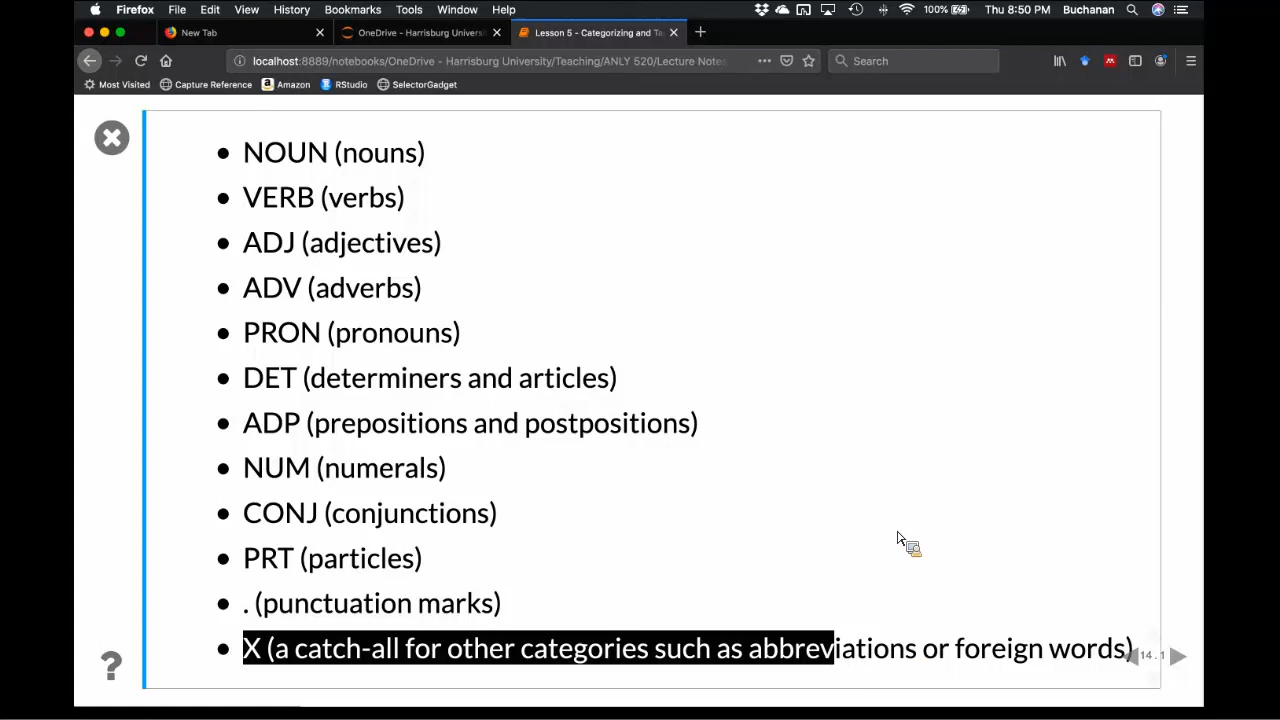 Firefox File Edit View History Bookmarks Tools Window Help 100% Thu 8:50 PM Buchanan
New Tab OneDrive - Harrisburg Universi Lesson 5 - Categorizing and Ta
localhost:8889/notebooks/OneDrive - Harrisburg University/Teaching/ANLY 520/Lecture Notes Search
Most Visited Capture Reference Amazon RStudio SelectorGadget
• NOUN (nouns)
• VERB (verbs)
• ADJ (adjectives)
• ADV (adverbs)
• PRON (pronouns)
• DET (determiners and articles)
• ADP (prepositions and postpositions)
• NUM (numerals)
• CONJ (conjunctions)
• PRT (particles)
• . (punctuation marks)
• X (a catch-all for other categories such as abbreviations or foreign words)
14.1
?